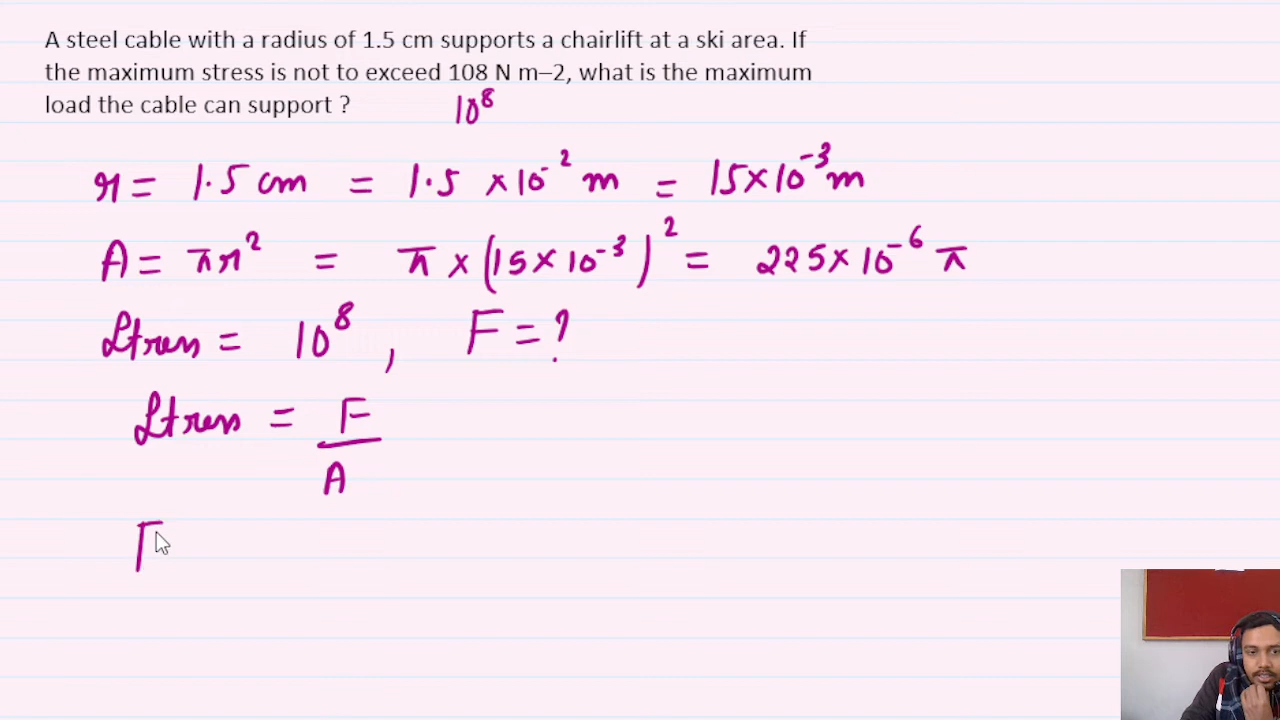 A steel cable with a radius of 1.5 cm supports a chairlift at a ski area. If
the maximum stress is not to exceed 108 N m–2, what is the maximum
load the cable can support ?
10⁸
r = 1.5 cm = 1.5 × 10⁻² m = 15×10⁻³ m
A = πr² = π × (15×10⁻³)² = 225×10⁻⁶ π
Stress = 10⁸ , F = ?
Stress = F
A
F